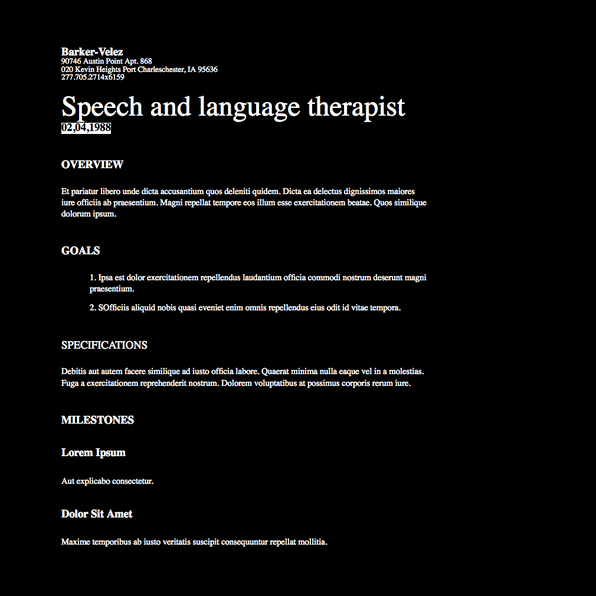 Barker-Velez
90746 Austin Point Apt. 868
020 Kevin Heights Port Charleschester, IA 95636
277.705.2714x6159
Speech and language therapist
02,04,1988
OVERVIEW
Et pariatur libero unde dicta accusantium quos deleniti quidem. Dicta ea delectus dignissimos maiores
iure officiis ab praesentium. Magni repellat tempore eos illum esse exercitationem beatae. Quos similique
dolorum ipsum.
GOALS
1. Ipsa est dolor exercitationem repellendus laudantium officia commodi nostrum deserunt magni
praesentium.
2. SOfficiis aliquid nobis quasi eveniet enim omnis repellendus eius odit id vitae tempora.
SPECIFICATIONS
Debitis aut autem facere similique ad iusto officia labore. Quaerat minima nulla eaque vel in a molestias.
Fuga a exercitationem reprehenderit nostrum. Dolorem voluptatibus at possimus corporis rerum iure.
MILESTONES
Lorem Ipsum
Aut explicabo consectetur.
Dolor Sit Amet
Maxime temporibus ab iusto veritatis suscipit consequuntur repellat mollitia.